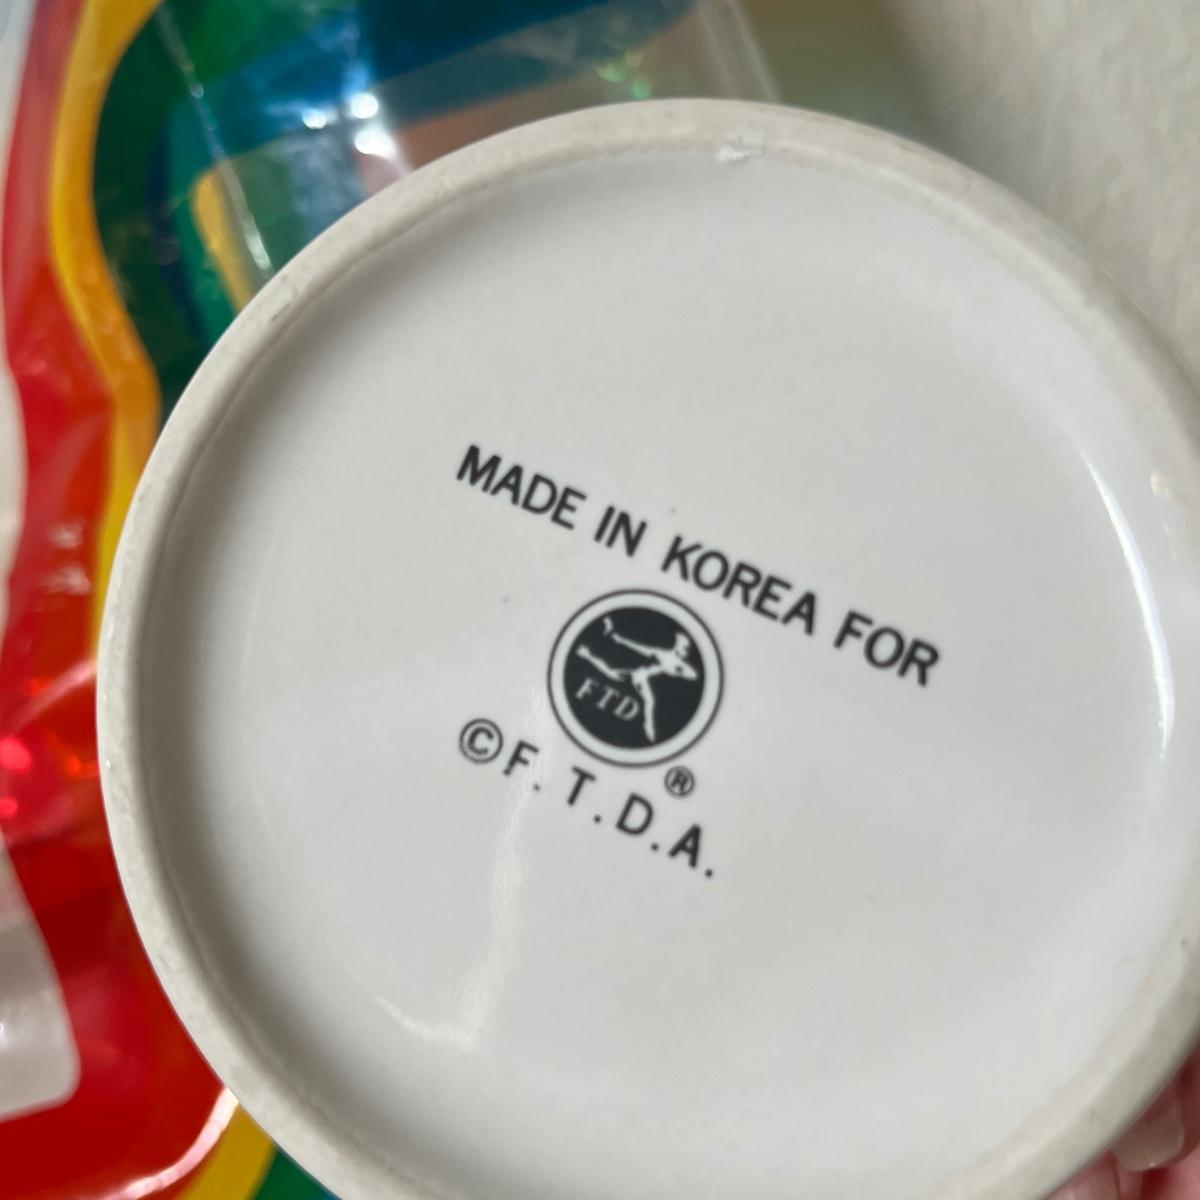 MADE IN KOREA FOR
FTD
®
©F.T.D.A.